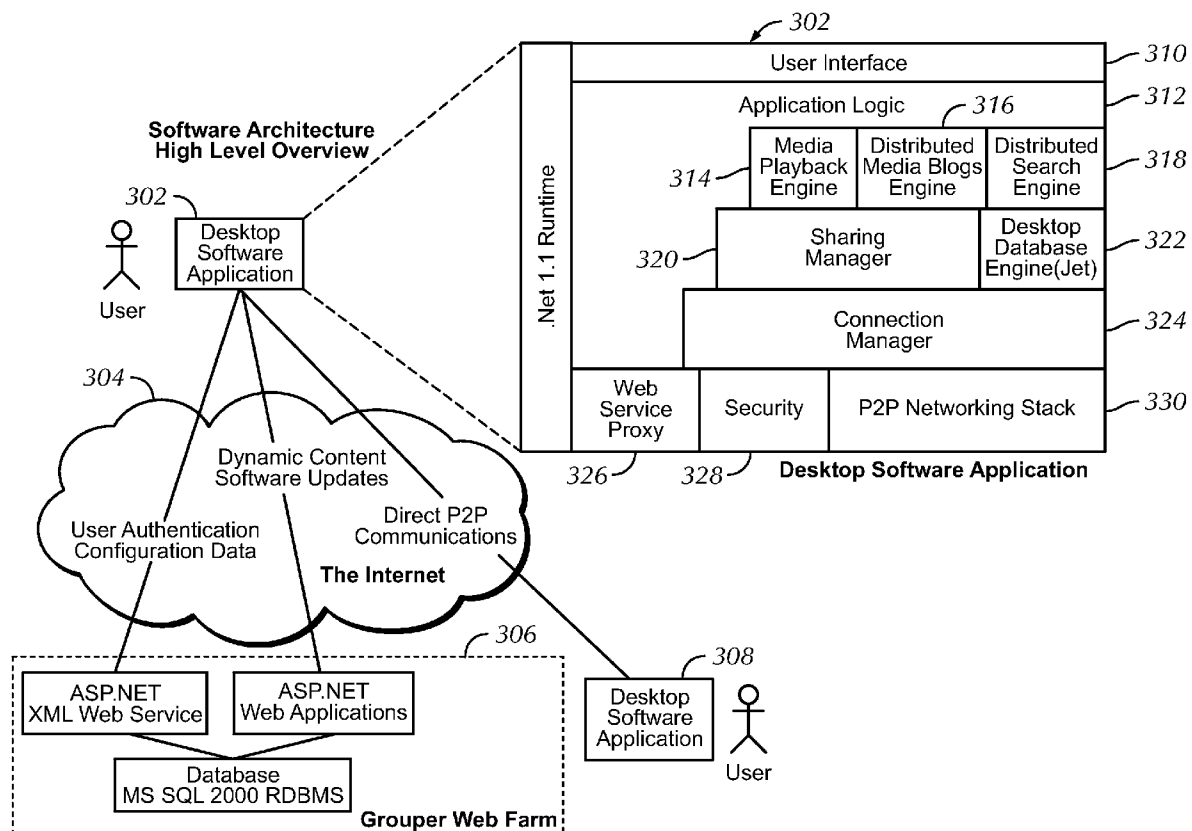 302
User Interface
310
Application Logic
312
316
Software Architecture
High Level Overview
Media
Playback
Engine
314
Distributed
Media Blogs
Engine
Distributed
Search
Engine
318
302
Desktop
Software
Application
User
.Net 1.1 Runtime
320
Sharing
Manager
Desktop
Database
Engine(Jet)
322
Connection
Manager
324
Web
Service
Proxy
Security
P2P Networking Stack
330
326
328
Desktop Software Application
304
Dynamic Content
Software Updates
User Authentication
Configuration Data
Direct P2P
Communications
The Internet
306
ASP.NET
XML Web Service
ASP.NET
Web Applications
Database
MS SQL 2000 RDBMS
Grouper Web Farm
308
Desktop
Software
Application
User